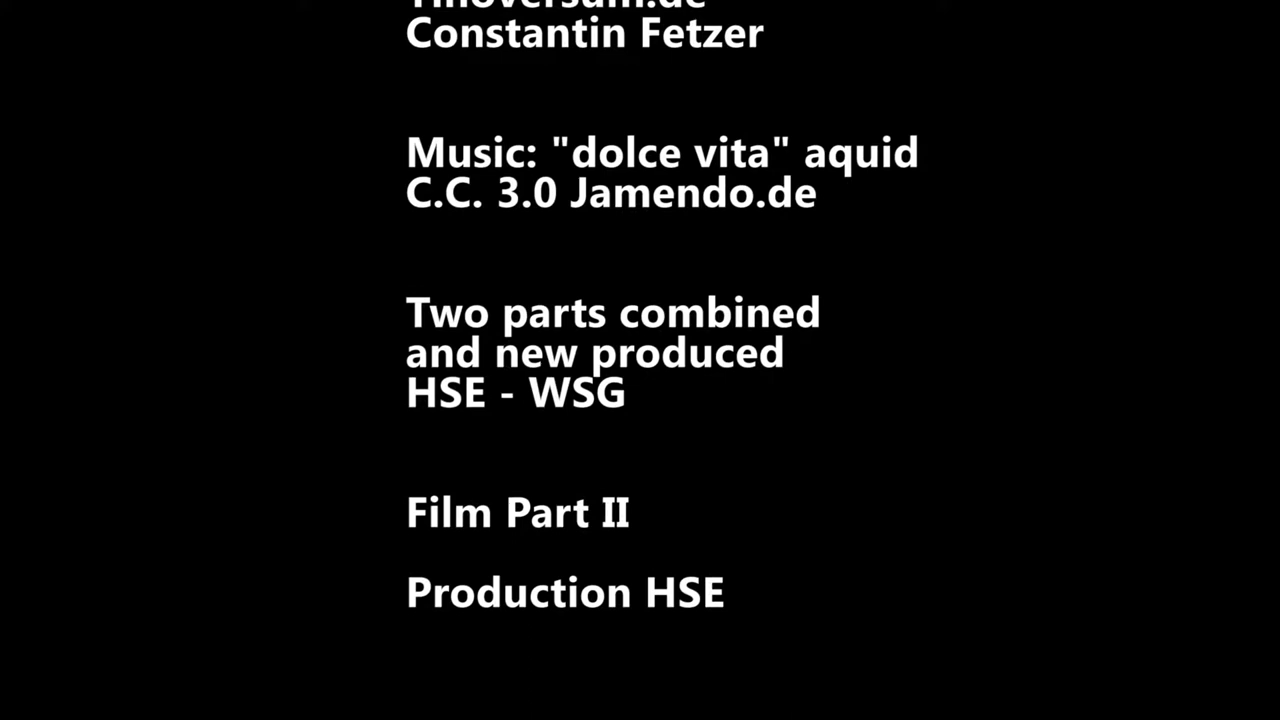 Constantin Fetzer
Music: "dolce vita" aquid
C.C. 3.0 Jamendo.de
Two parts combined
and new produced
HSE - WSG
Film Part II
Production HSE